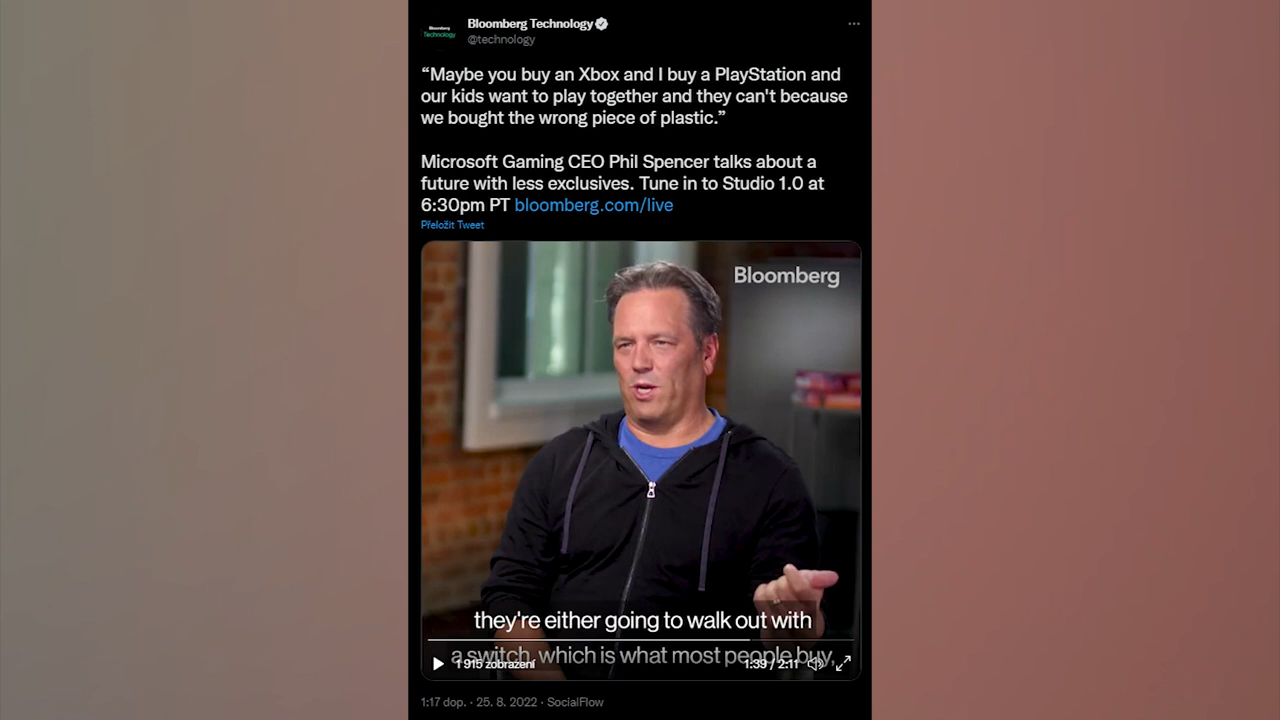 Bloomberg
Technology
Bloomberg Technology
@technology
“Maybe you buy an Xbox and I buy a PlayStation and
our kids want to play together and they can't because
we bought the wrong piece of plastic.”
Microsoft Gaming CEO Phil Spencer talks about a
future with less exclusives. Tune in to Studio 1.0 at
6:30pm PT bloomberg.com/live
Přeložit Tweet
Bloomberg
they're either going to walk out with
a switch, which is what most people buy,
1 915 zobrazení 1:39 / 2:11
1:17 dop. · 25. 8. 2022 · SocialFlow